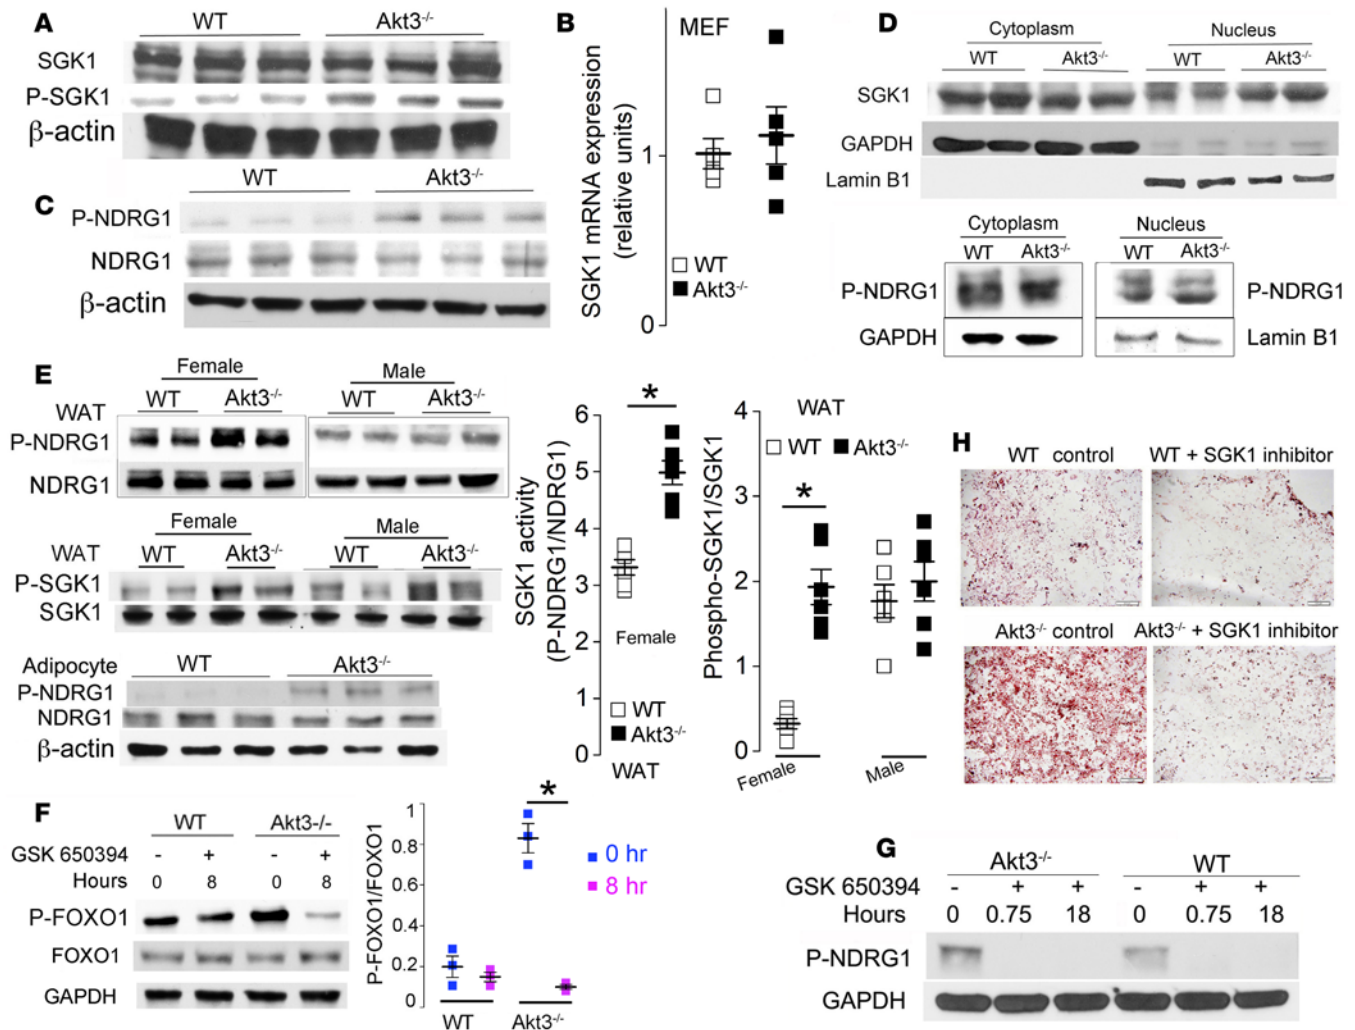 A
WT Akt3-/-
SGK1
P-SGK1
β-actin
B
MEF
SGK1 mRNA expression
(relative units)
1
0
WT
Akt3-/-
C
WT Akt3-/-
P-NDRG1
NDRG1
β-actin
D
Cytoplasm Nucleus
WT Akt3-/- WT Akt3-/-
SGK1
GAPDH
Lamin B1
Cytoplasm Nucleus
WT Akt3-/- WT Akt3-/-
P-NDRG1 P-NDRG1
GAPDH Lamin B1
E
Female Male
WT Akt3-/- WT Akt3-/-
WAT
P-NDRG1
NDRG1
Female Male
WAT WT Akt3-/- WT Akt3-/-
P-SGK1
SGK1
Adipocyte WT Akt3-/-
P-NDRG1
NDRG1
β-actin
SGK1 activity
(P-NDRG1/NDRG1)
6
5
4
3
2
1
0
*
Female
WT
Akt3-/-
WAT
Phospho-SGK1/SGK1
4
3
2
1
0
WAT
WT Akt3-/-
*
Female Male
H
WT control WT + SGK1 inhibitor
Akt3-/- control Akt3-/- + SGK1 inhibitor
F
WT Akt3-/-
GSK 650394 - + - +
Hours 0 8 0 8
P-FOXO1
FOXO1
GAPDH
P-FOXO1/FOXO1
1
0.8
0.6
0.4
0.2
0
*
0 hr
8 hr
WT Akt3-/-
G
Akt3-/- WT
GSK 650394 - + + - + +
Hours 0 0.75 18 0 0.75 18
P-NDRG1
GAPDH